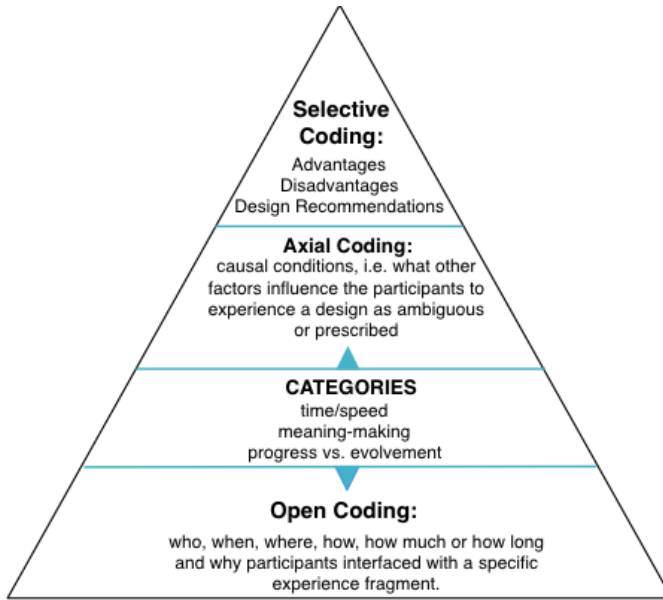 Selective
Coding:
Advantages
Disadvantages
Design Recommendations
Axial Coding:
causal conditions, i.e. what other
factors influence the participants to
experience a design as ambiguous
or prescribed
CATEGORIES
time/speed
meaning-making
progress vs. evolvement
Open Coding:
who, when, where, how, how much or how long
and why participants interfaced with a specific
experience fragment.